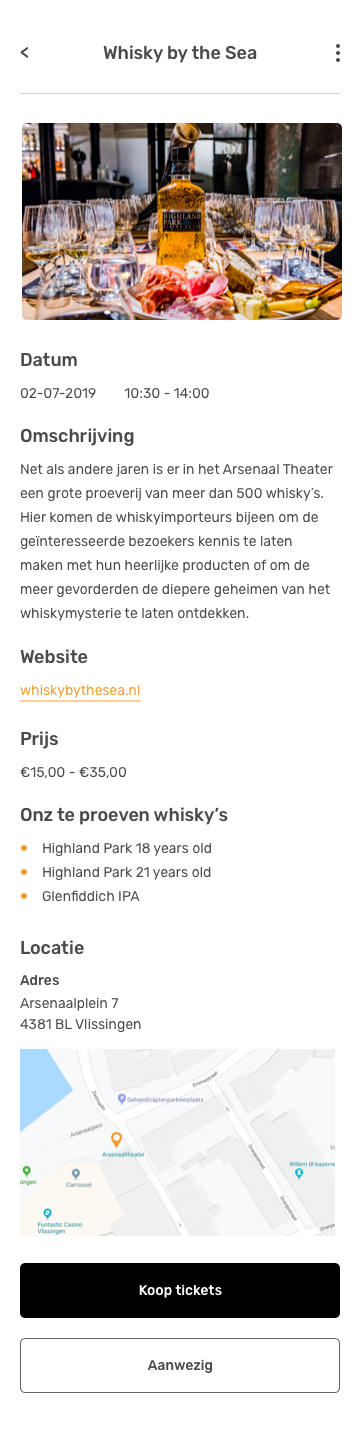 <
Whisky by the Sea
HIGHLAND
PARK
Datum
02-07-2019 10:30 - 14:00
Omschrijving
Net als andere jaren is er in het Arsenaal Theater
een grote proeverij van meer dan 500 whisky’s.
Hier komen de whiskyimporteurs bijeen om de
geïnteresseerde bezoekers kennis te laten
maken met hun heerlijke producten of om de
meer gevorderden de diepere geheimen van het
whiskymysterie te laten ontdekken.
Website
whiskybythesea.nl
Prijs
€15,00 - €35,00
Onz te proeven whisky’s
Highland Park 18 years old
Highland Park 21 years old
Glenfiddich IPA
Locatie
Adres
Arsenaalplein 7
4381 BL Vlissingen
Emmastraat
Zeilmarkt
P Gehandicaptenparkeerplaats
Arsenaalplein
Arsenaaltheater
Oranjestraat
Willem III-kazerne
ingen
Carrousel
Oranjestraat
Funtastic Casino
Vlissingen
Koop tickets
Aanwezig